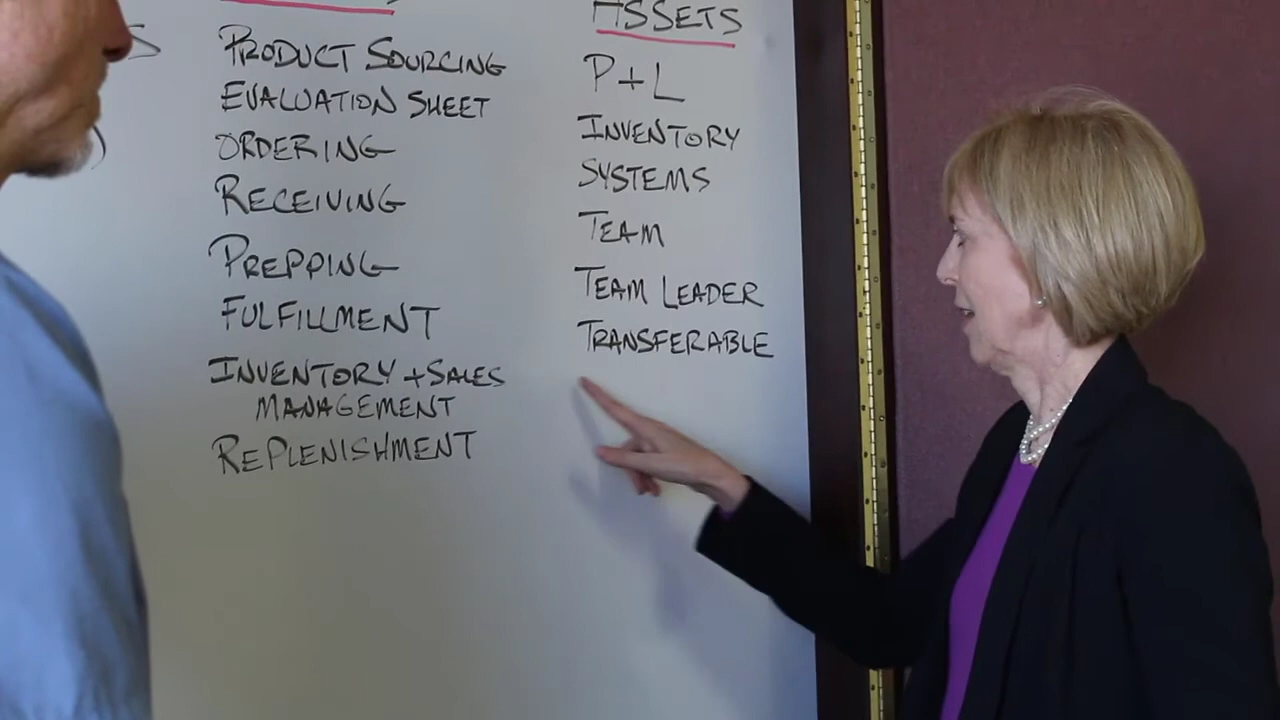 PRODUCT SOURCING
EVALUATION SHEET
ORDERING
RECEIVING
PREPPING
FULFILLMENT
INVENTORY + SALES
MANAGEMENT
REPLENISHMENT
ASSETS
P+L
INVENTORY
SYSTEMS
TEAM
TEAM LEADER
TRANSFERABLE